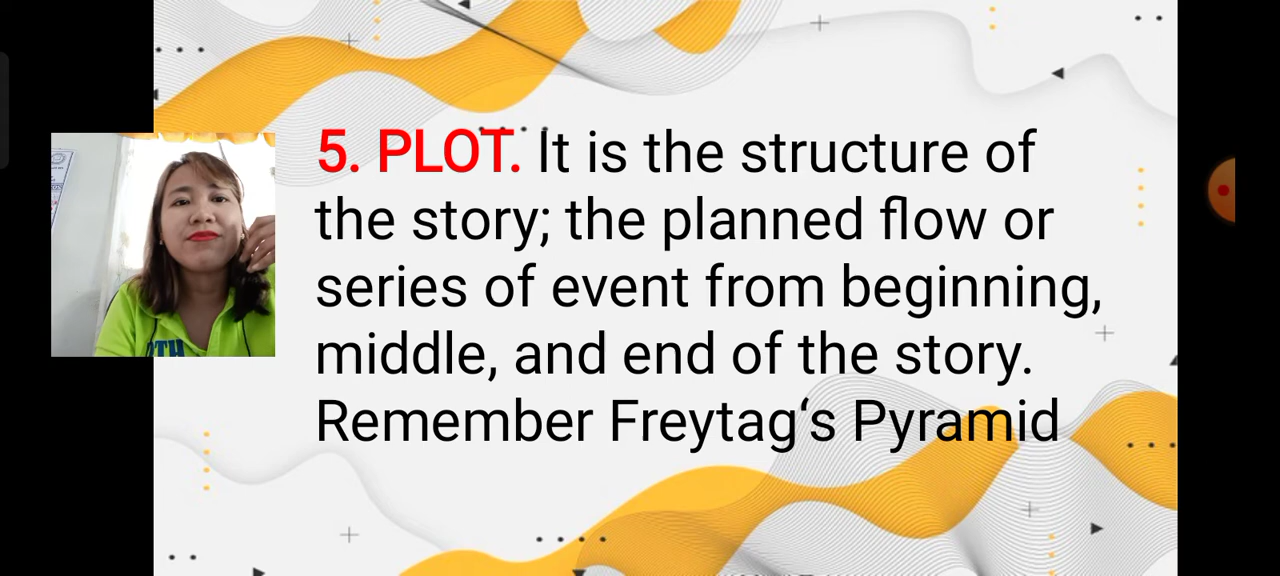 5. PLOT. It is the structure of
the story; the planned flow or
series of event from beginning,
middle, and end of the story.
Remember Freytag‘s Pyramid